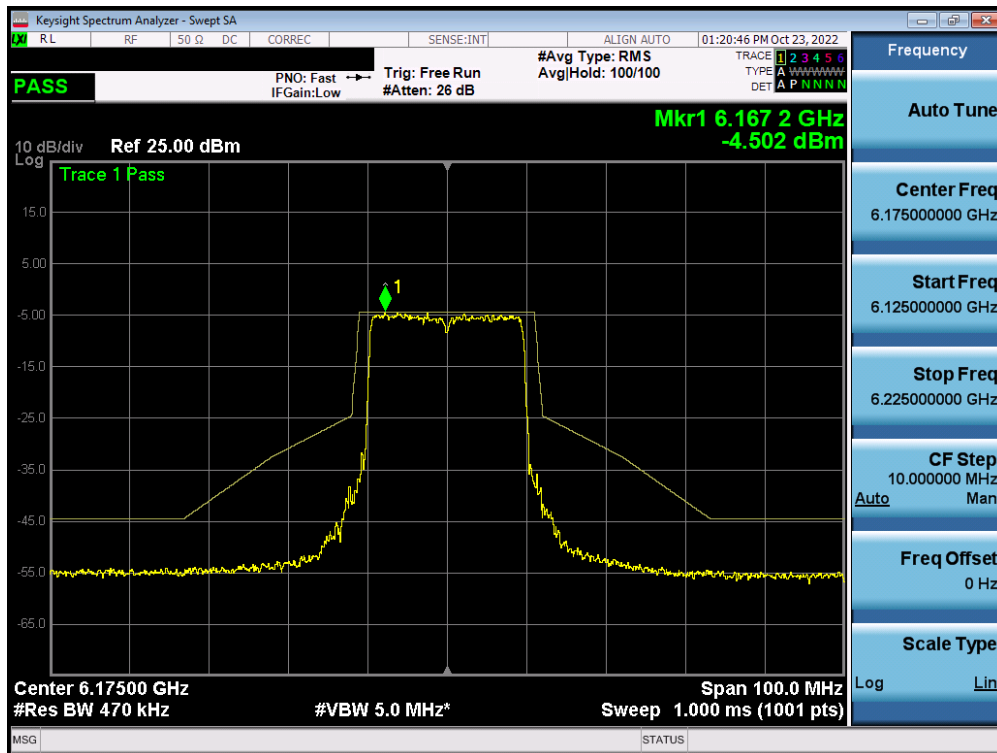 Keysight Spectrum Analyzer - Swept SA
LXI RL RF 50 Ω DC CORREC SENSE:INT ALIGN AUTO 01:20:46 PM Oct 23, 2022
PASS
PNO: Fast
IFGain:Low
Trig: Free Run
#Atten: 26 dB
#Avg Type: RMS
Avg|Hold: 100/100
TRACE 1 2 3 4 5 6
TYPE A WWWWWW
DET A P N N N N
Mkr1 6.167 2 GHz
-4.502 dBm
10 dB/div Ref 25.00 dBm
Log
Trace 1 Pass
1
15.0
5.00
-5.00
-15.0
-25.0
-35.0
-45.0
-55.0
-65.0
Center 6.17500 GHz Span 100.0 MHz
#Res BW 470 kHz #VBW 5.0 MHz* Sweep 1.000 ms (1001 pts)
MSG STATUS
Frequency
Auto Tune
Center Freq
6.175000000 GHz
Start Freq
6.125000000 GHz
Stop Freq
6.225000000 GHz
CF Step
10.000000 MHz
Auto Man
Freq Offset
0 Hz
Scale Type
Log Lin